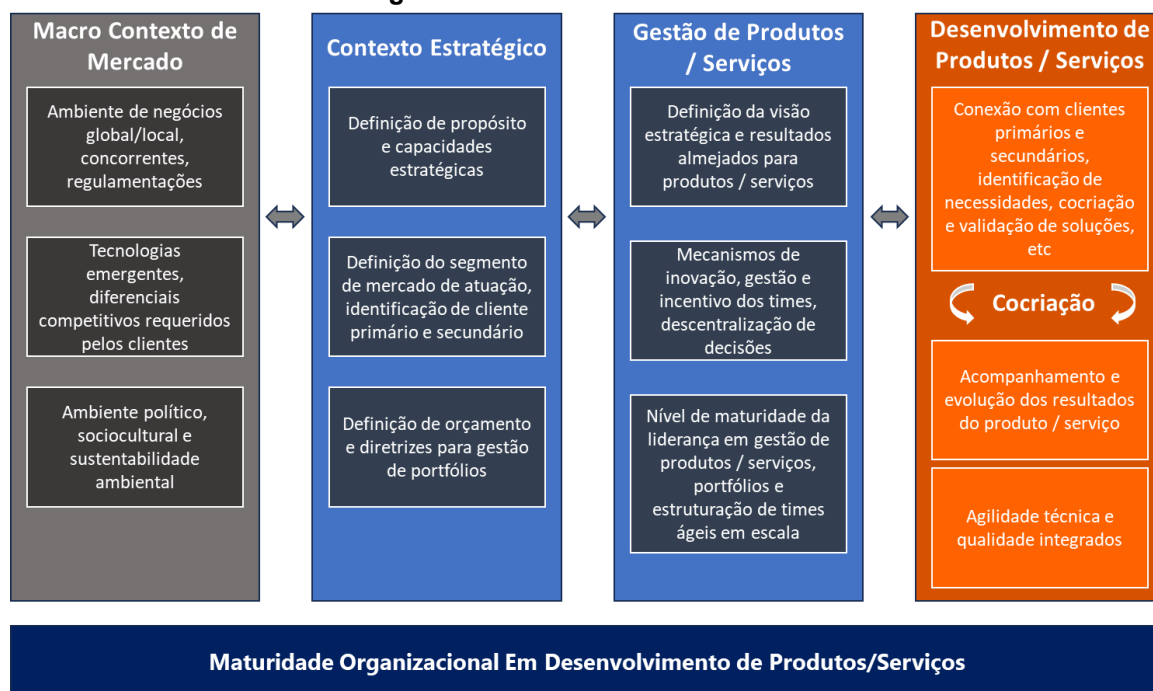 Macro Contexto de
Mercado
Ambiente de negócios
global/local,
concorrentes,
regulamentações
Tecnologias
emergentes,
diferenciais
competitivos requeridos
pelos clientes
Ambiente político,
sociocultural e
sustentabilidade
ambiental
Contexto Estratégico
Definição de propósito
e capacidades
estratégicas
Definição do segmento
de mercado de atuação,
identificação de cliente
primário e secundário
Definição de orçamento
e diretrizes para gestão
de portfólios
Gestão de Produtos
/ Serviços
Definição da visão
estratégica e resultados
almejados para
produtos / serviços
Mecanismos de
inovação, gestão e
incentivo dos times,
descentralização de
decisões
Nível de maturidade da
liderança em gestão de
produtos / serviços,
portfólios e
estruturação de times
ágeis em escala
Desenvolvimento de
Produtos / Serviços
Conexão com clientes
primários e
secundários,
identificação de
necessidades, cocriação
e validação de soluções,
etc
Cocriação
Acompanhamento e
evolução dos resultados
do produto / serviço
Agilidade técnica e
qualidade integrados
Maturidade Organizacional Em Desenvolvimento de Produtos/Serviços